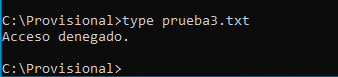 C:\Provisional>type prueba3.txt
Acceso denegado.
C:\Provisional>